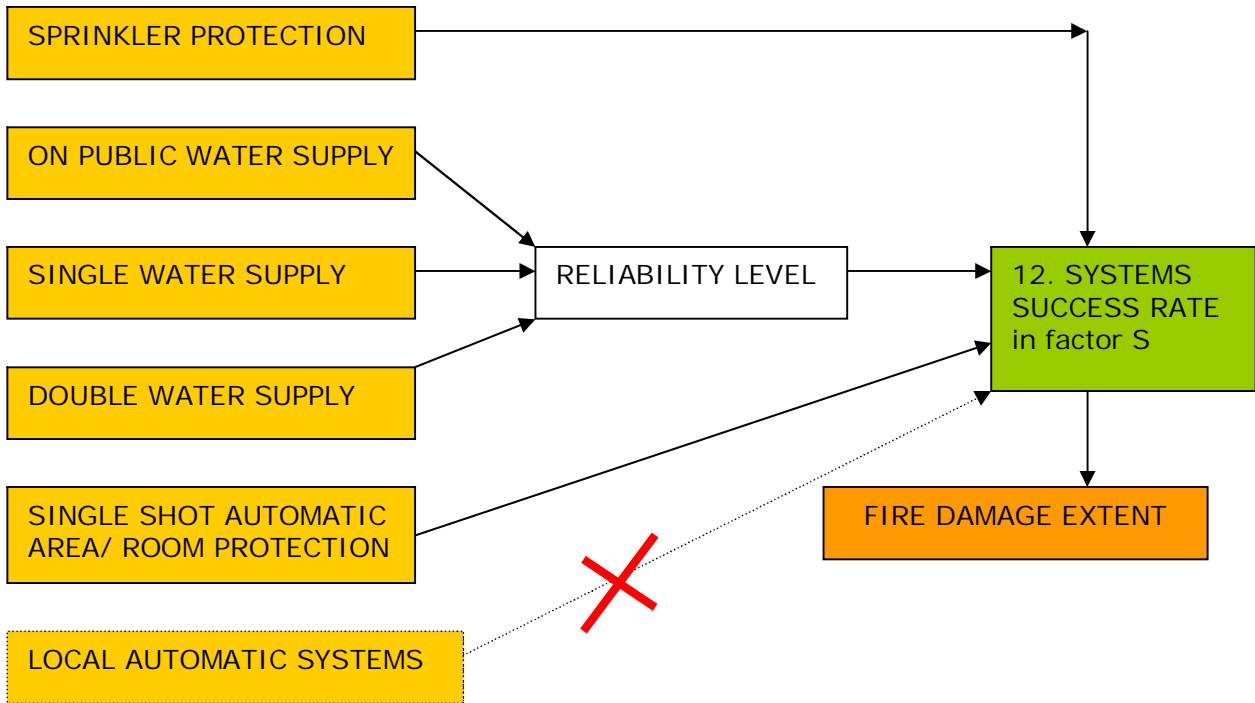 SPRINKLER PROTECTION
ON PUBLIC WATER SUPPLY
SINGLE WATER SUPPLY
RELIABILITY LEVEL
12. SYSTEMS
SUCCESS RATE
in factor S
DOUBLE WATER SUPPLY
SINGLE SHOT AUTOMATIC
AREA/ ROOM PROTECTION
FIRE DAMAGE EXTENT
LOCAL AUTOMATIC SYSTEMS